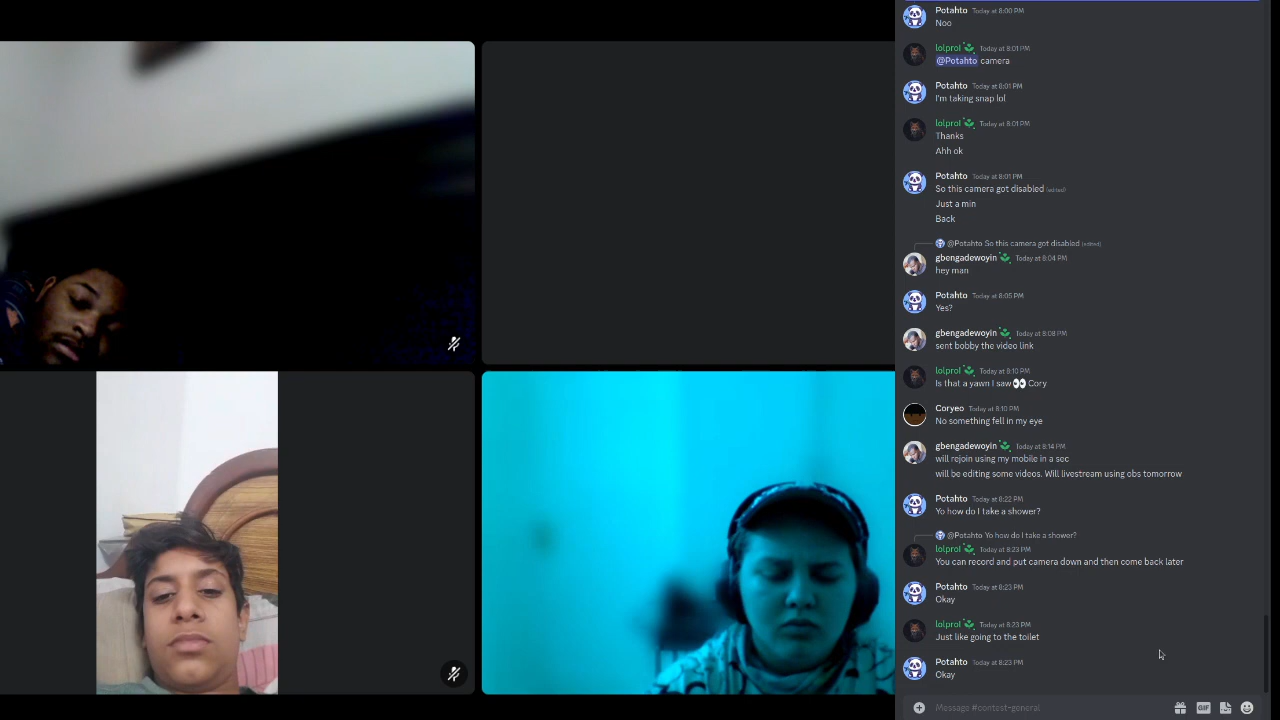 Potahto Today at 8:00 PM
Noo
lolprol Today at 8:01 PM
@Potahto camera
Potahto Today at 8:01 PM
I'm taking snap lol
lolprol Today at 8:01 PM
Thanks
Ahh ok
Potahto Today at 8:01 PM
So this camera got disabled (edited)
Just a min
Back
@Potahto So this camera got disabled (edited)
gbengadewoyin Today at 8:04 PM
hey man
Potahto Today at 8:05 PM
Yes?
gbengadewoyin Today at 8:08 PM
sent bobby the video link
lolprol Today at 8:10 PM
Is that a yawn I saw 👀 Cory
Coryeo Today at 8:10 PM
No something fell in my eye
gbengadewoyin Today at 8:14 PM
will rejoin using my mobile in a sec
will be editing some videos. Will livestream using obs tomorrow
Potahto Today at 8:22 PM
Yo how do I take a shower?
@Potahto Yo how do I take a shower?
lolprol Today at 8:23 PM
You can record and put camera down and then come back later
Potahto Today at 8:23 PM
Okay
lolprol Today at 8:23 PM
Just like going to the toilet
Potahto Today at 8:23 PM
Okay
Message #contest-general
GIF